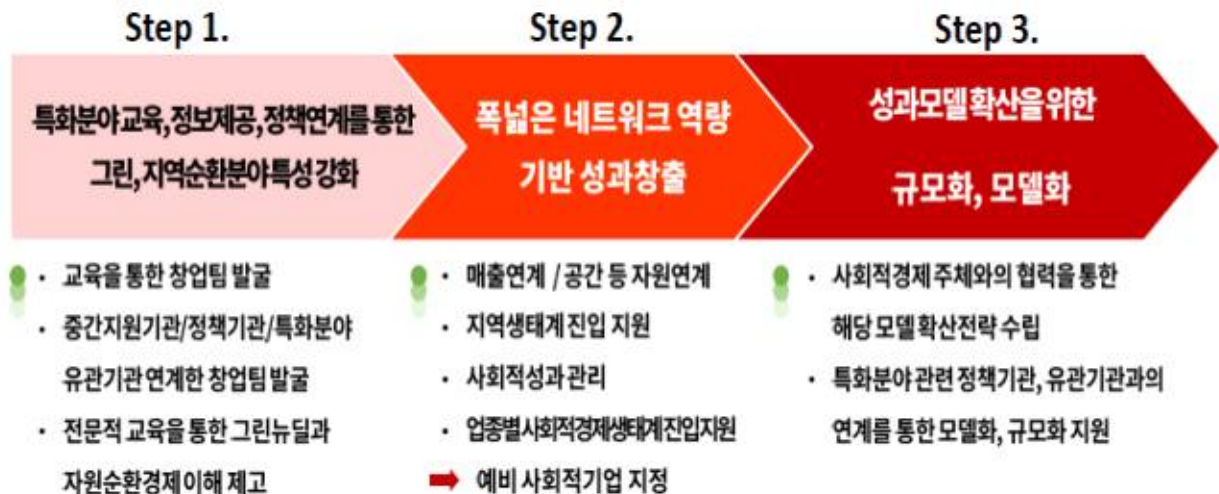 Step 1.
특화분야 교육, 정보제공, 정책연계를 통한
그린, 지역순환분야 특성 강화
· 교육을 통한 창업팀 발굴
· 중간지원기관/정책기관/특화분야
유관기관 연계한 창업팀 발굴
· 전문적 교육을 통한 그린뉴딜과
자원순환경제 이해 제고
Step 2.
폭넓은 네트워크 역량
기반 성과창출
· 매출연계 / 공간 등 자원연계
· 지역생태계 진입 지원
· 사회적성과 관리
· 업종별 사회적경제생태계 진입지원
➡ 예비 사회적기업 지정
Step 3.
성과모델 확산을 위한
규모화, 모델화
· 사회적경제 주체와의 협력을 통한
해당 모델 확산전략 수립
· 특화분야 관련 정책기관, 유관기관과의
연계를 통한 모델화, 규모화 지원